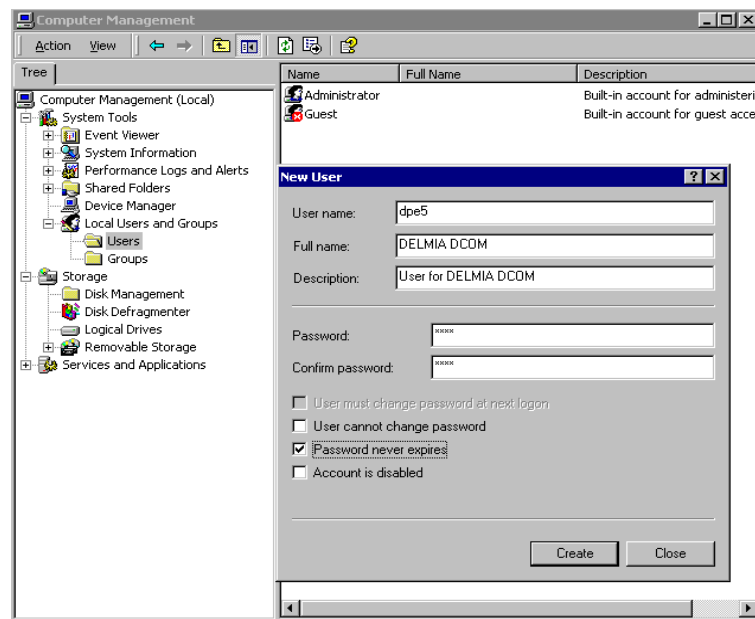 Computer Management
Action View
Tree
Name Full Name Description
Computer Management (Local)
System Tools
Event Viewer
System Information
Performance Logs and Alerts
Shared Folders
Device Manager
Local Users and Groups
Users
Groups
Storage
Disk Management
Disk Defragmenter
Logical Drives
Removable Storage
Services and Applications
Administrator Built-in account for administeri
Guest Built-in account for guest acce
New User
User name: dpe5
Full name: DELMIA DCOM
Description: User for DELMIA DCOM
Password: ****
Confirm password: ****
User must change password at next logon
User cannot change password
Password never expires
Account is disabled
Create Close